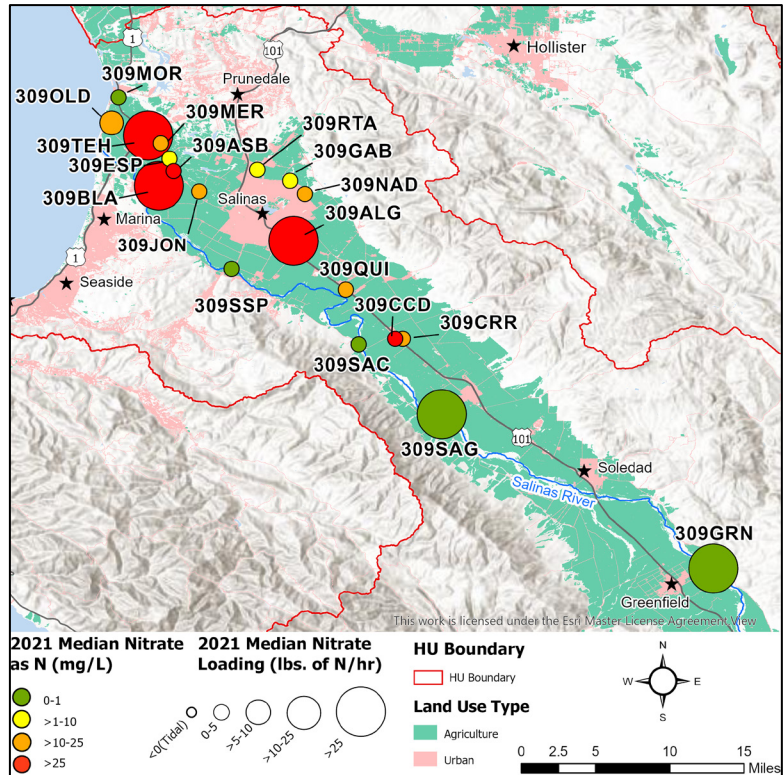 1
101
Hollister
309MOR
Prunedale
309OLD
309MER
309RTA
309TEH
309ASB
309GAB
309ESP
309NAD
309BLA
Salinas
309ALG
Marina
309JON
1
309QUI
Seaside
309CCD
309SSP
309CRR
309SAC
101
309SAG
Soledad
Salinas River
309GRN
Greenfield
This work is licensed under the Esri Master License Agreement View
2021 Median Nitrate
as N (mg/L)
0-1
>1-10
>10-25
>25
2021 Median Nitrate
Loading (lbs. of N/hr)
<0(Tidal)
0-5
>5-10
>10-25
>25
HU Boundary
HU Boundary
Land Use Type
Agriculture
Urban
N
W E
S
0 2.5 5 10 15
Miles